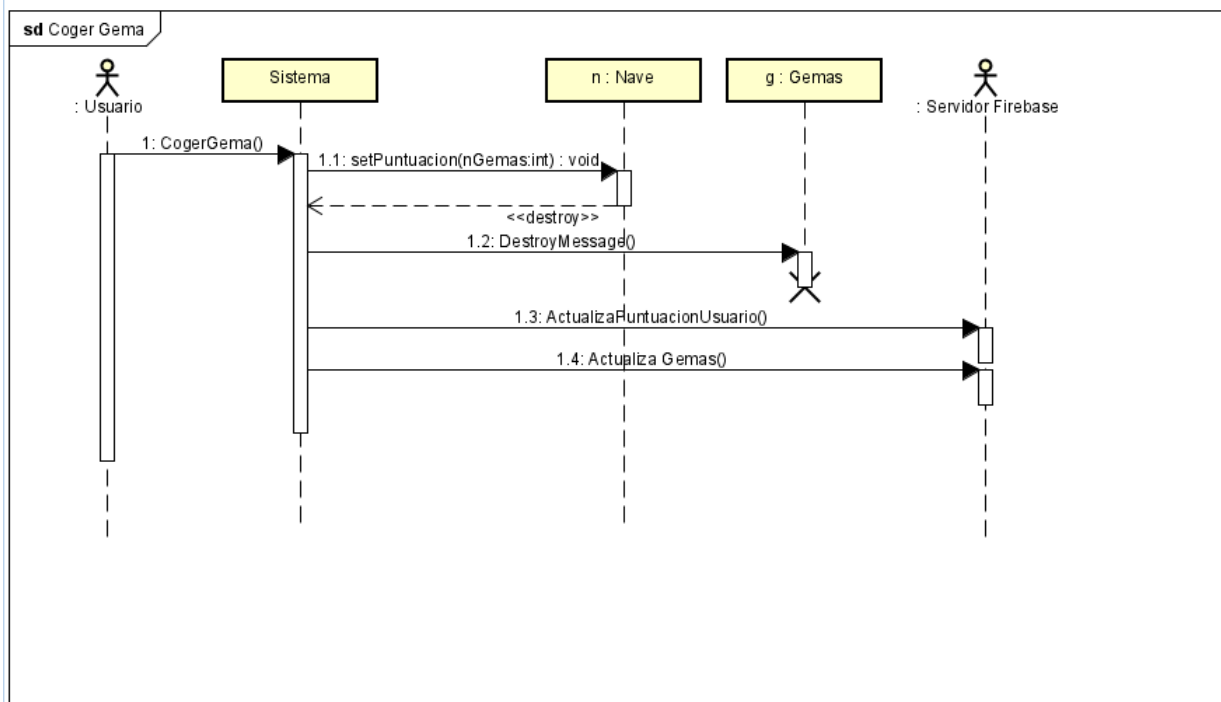 sd Coger Gema
: Usuario
Sistema
n : Nave
g : Gemas
: Servidor Firebase
1: CogerGema()
1.1: setPuntuacion(nGemas:int) : void
<<destroy>>
1.2: DestroyMessage()
1.3: ActualizaPuntuacionUsuario()
1.4: Actualiza Gemas()